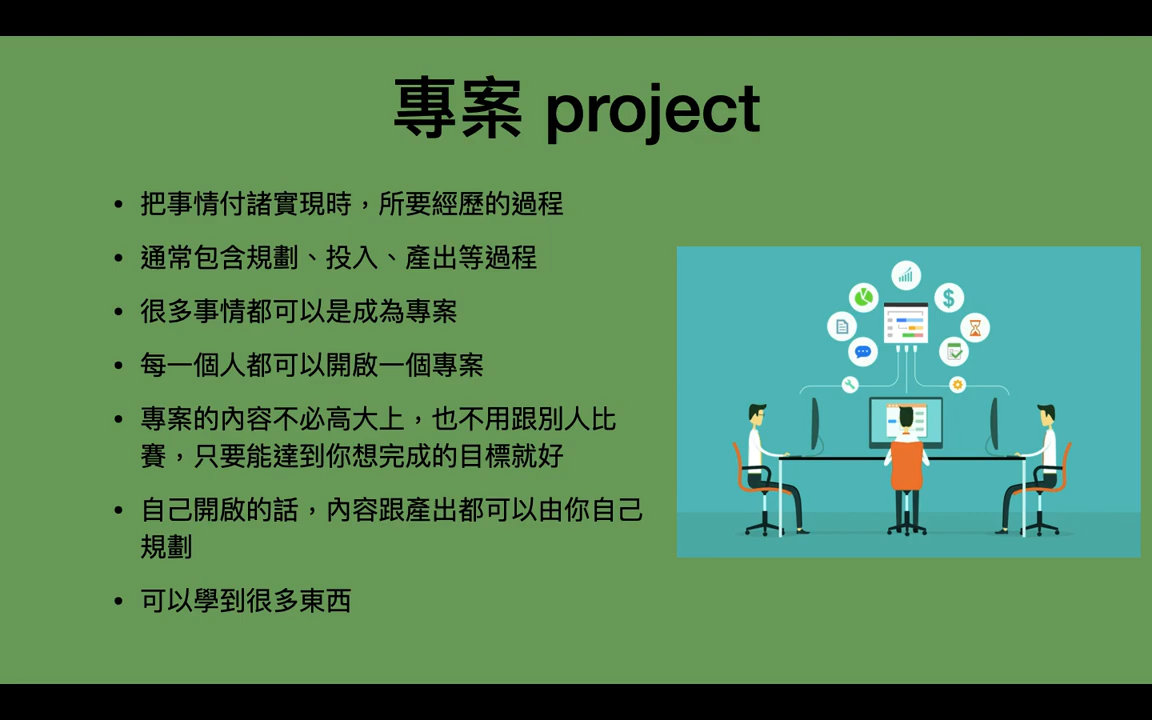 專案 project
• 把事情付諸實現時，所要經歷的過程
• 通常包含規劃、投入、產出等過程
• 很多事情都可以是成為專案
• 每一個人都可以開啟一個專案
• 專案的內容不必高大上，也不用跟別人比
賽，只要能達到你想完成的目標就好
• 自己開啟的話，內容跟產出都可以由你自己
規劃
• 可以學到很多東西
$